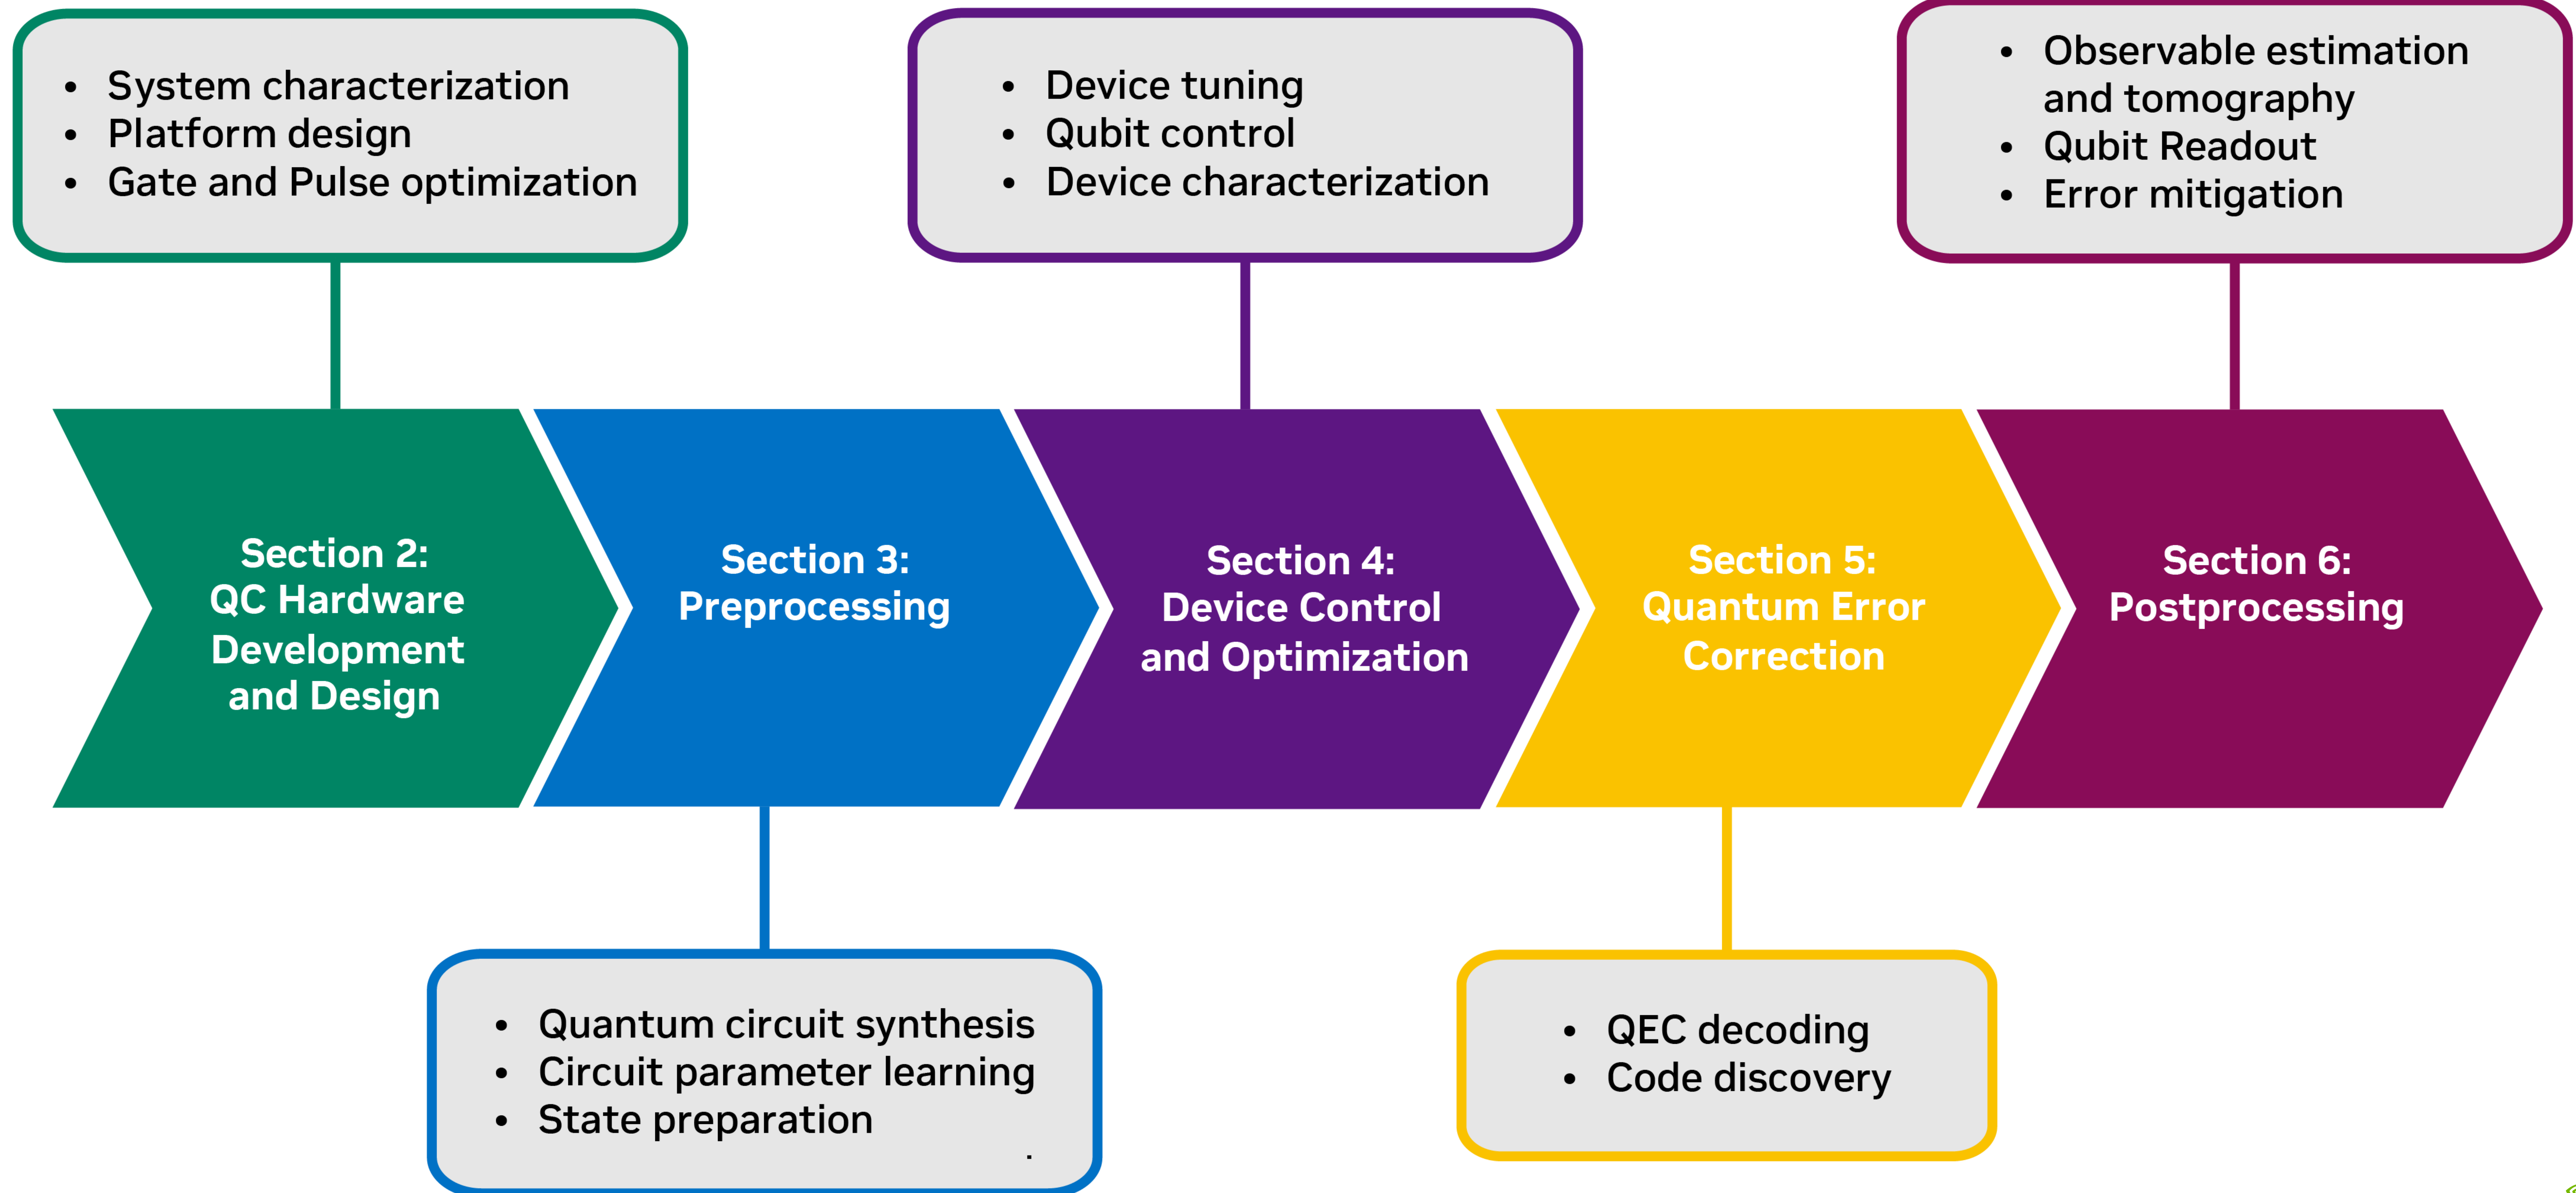 • System characterization
• Platform design
• Gate and Pulse optimization
• Device tuning
• Qubit control
• Device characterization
• Observable estimation
and tomography
• Qubit Readout
• Error mitigation
Section 2:
QC Hardware
Development
and Design
Section 3:
Preprocessing
Section 4:
Device Control
and Optimization
Section 5:
Quantum Error
Correction
Section 6:
Postprocessing
• Quantum circuit synthesis
• Circuit parameter learning
• State preparation
.
• QEC decoding
• Code discovery